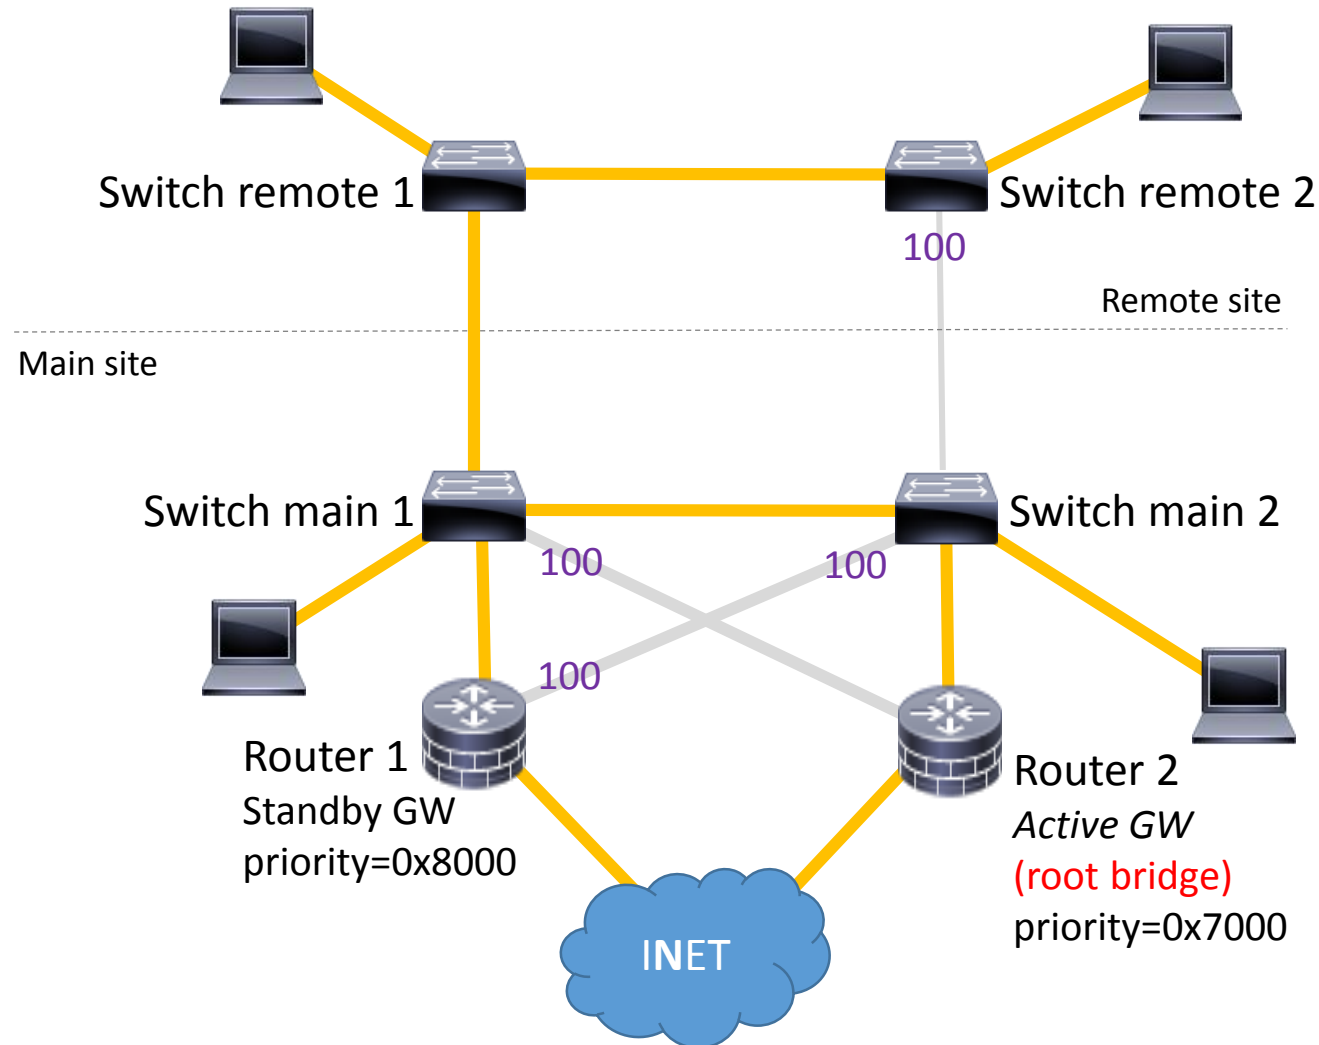 Switch remote 1
Switch remote 2
100
Remote site
Main site
Switch main 1
Switch main 2
100
100
100
Router 1
Standby GW
priority=0x8000
Router 2
Active GW
(root bridge)
priority=0x7000
INET